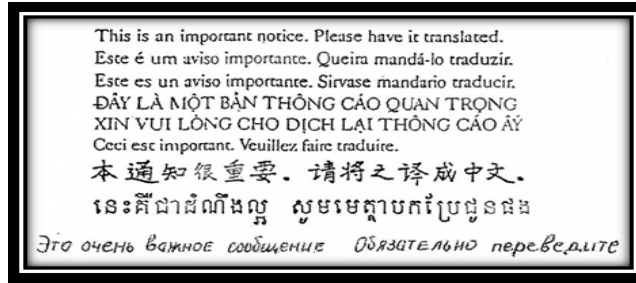 This is an important notice. Please have it translated.
Este é um aviso importante. Queira mandá-lo traduzir.
Este es un aviso importante. Sirvase mandario traducir.
ĐÂY LÀ MỘT BẢN THÔNG CÁO QUAN TRỌNG
XIN VUI LÒNG CHO DỊCH LẠI THÔNG CÁO ẤY
Ceci est important. Veuillez faire traduire.
本通知很重要. 请将之译成中文.
នេះគឺជាដំណឹងល្អ សូមមេត្តាបកប្រែជូនផង
Это очень важное сообщение Обязательно переведите